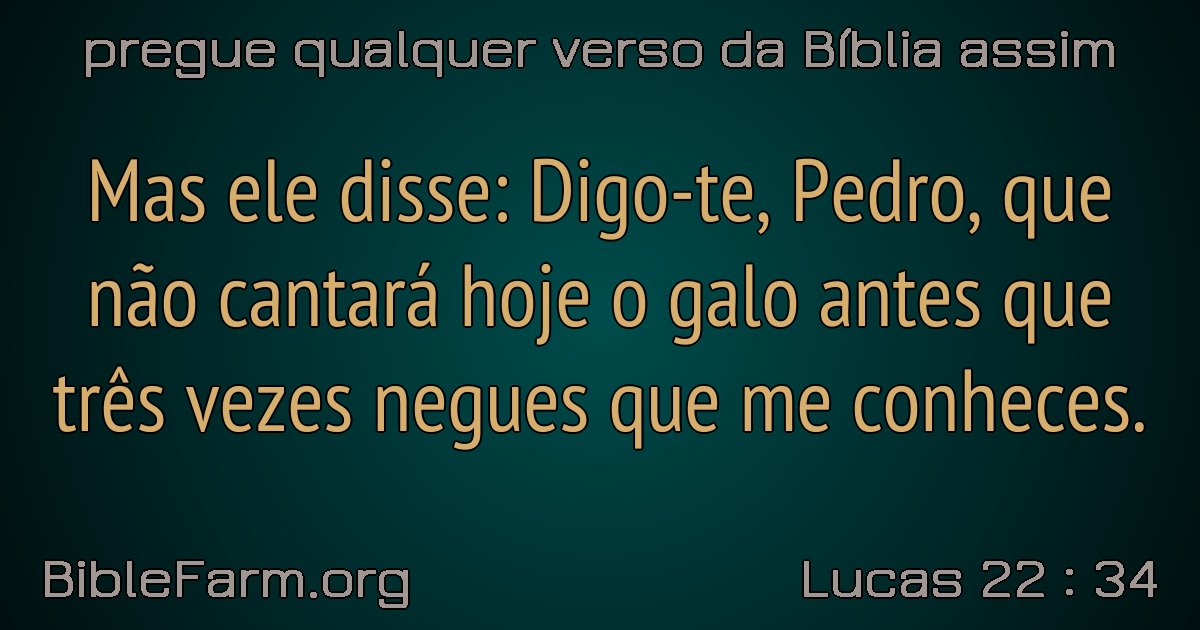 pregue qualquer verso da Bíblia assim
Mas ele disse: Digo-te, Pedro, que
não cantará hoje o galo antes que
três vezes negues que me conheces.
BibleFarm.org
Lucas 22 : 34